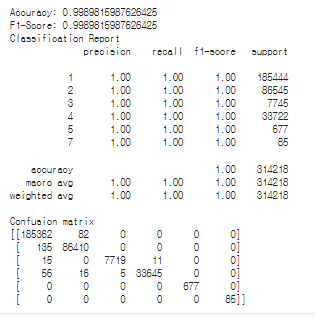 Accuracy: 0.9989815987626425
F1-Score: 0.9989815987626425
Classification Report
precision recall f1-score support
1 1.00 1.00 1.00 185444
2 1.00 1.00 1.00 86545
3 1.00 1.00 1.00 7745
4 1.00 1.00 1.00 33722
5 1.00 1.00 1.00 677
7 1.00 1.00 1.00 85
accuracy 1.00 314218
macro avg 1.00 1.00 1.00 314218
weighted avg 1.00 1.00 1.00 314218
Confusion matrix
[[185362 82 0 0 0 0]
[ 135 86410 0 0 0 0]
[ 15 0 7719 11 0 0]
[ 56 16 5 33645 0 0]
[ 0 0 0 0 677 0]
[ 0 0 0 0 0 85]]